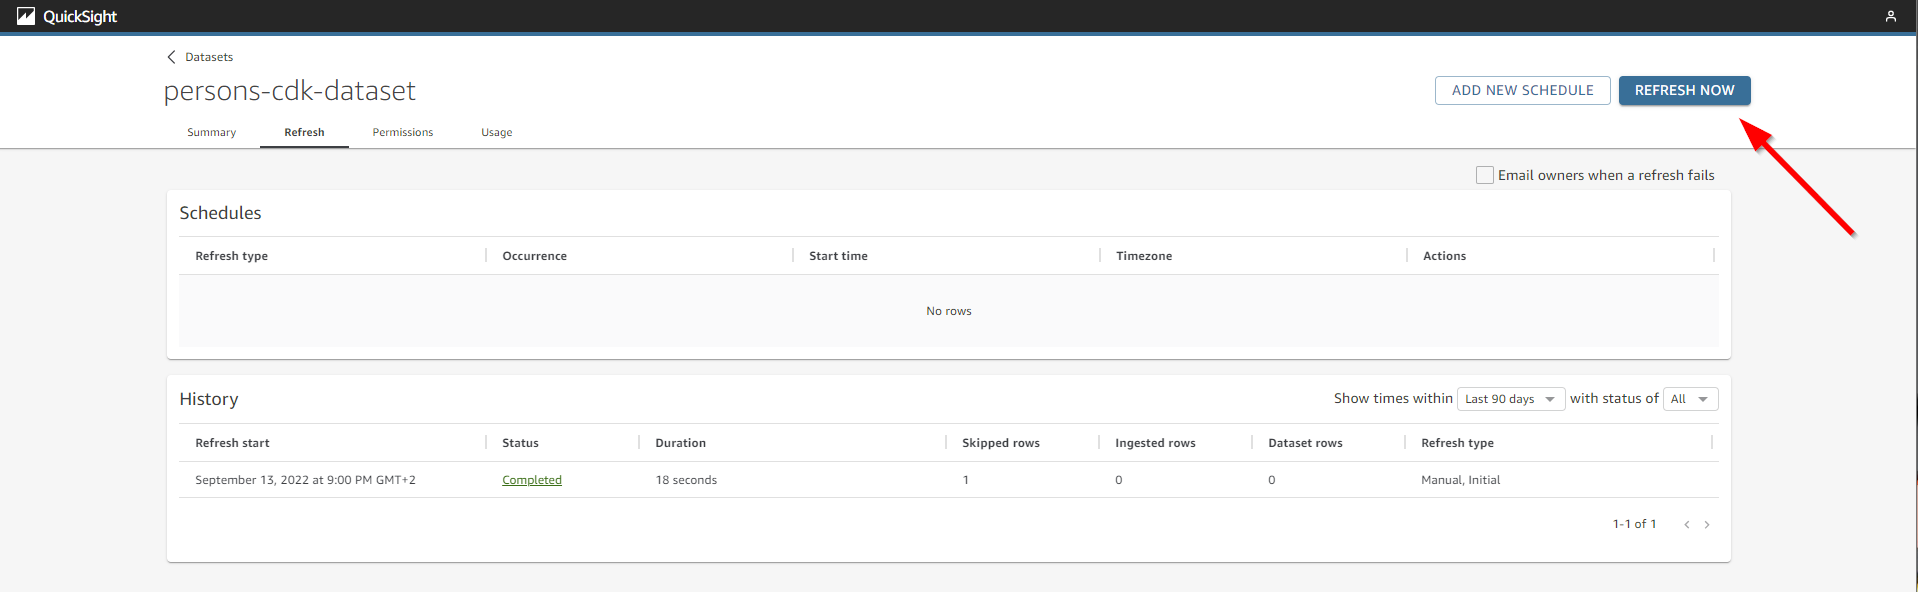 QuickSight
Datasets
persons-cdk-dataset
ADD NEW SCHEDULE REFRESH NOW
Summary Refresh Permissions Usage
Email owners when a refresh fails
Schedules
Refresh type Occurrence Start time Timezone Actions
No rows
History Show times within Last 90 days with status of All
Refresh start Status Duration Skipped rows Ingested rows Dataset rows Refresh type
September 13, 2022 at 9:00 PM GMT+2 Completed 18 seconds 1 0 0 Manual, Initial
1-1 of 1